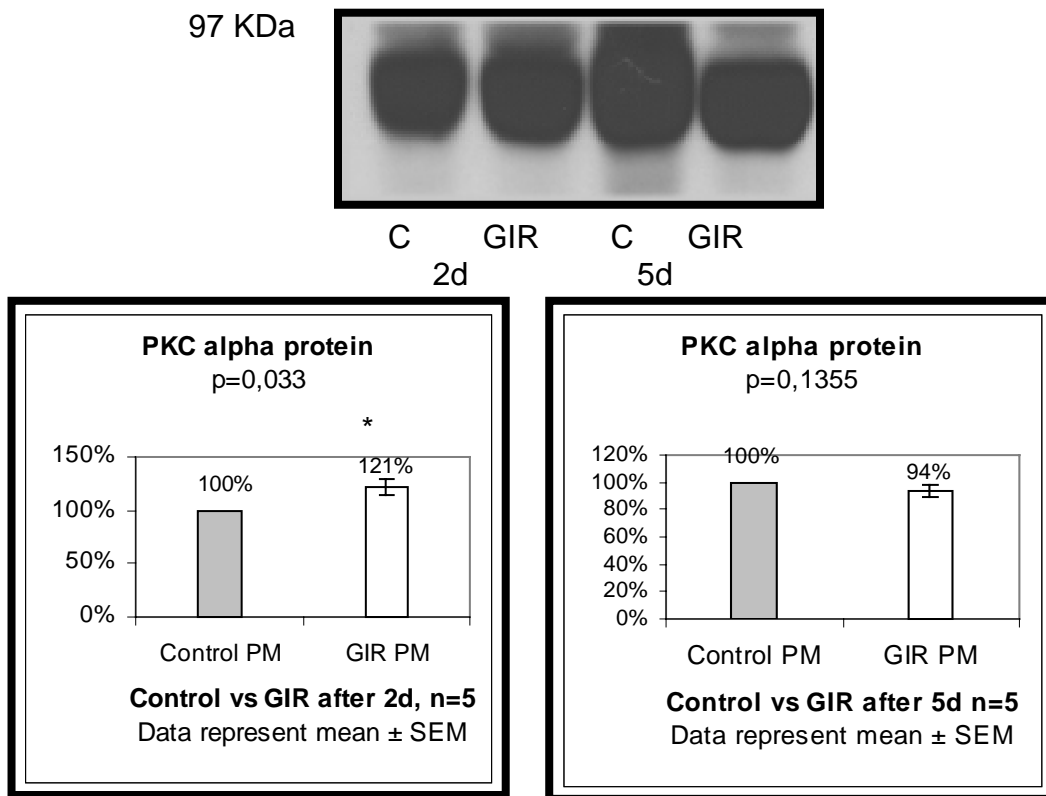 97 KDa
C GIR C GIR
2d 5d
PKC alpha protein
p=0,033
*
150%
100%
50%
0%
100%
121%
Control PM GIR PM
Control vs GIR after 2d, n=5
Data represent mean ± SEM
PKC alpha protein
p=0,1355
120%
100%
80%
60%
40%
20%
0%
100%
94%
Control PM GIR PM
Control vs GIR after 5d n=5
Data represent mean ± SEM